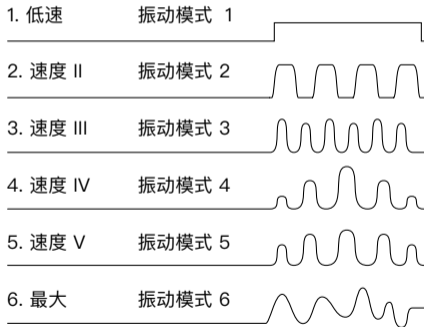 1. 低速 振动模式 1
2. 速度 II 振动模式 2
3. 速度 III 振动模式 3
4. 速度 IV 振动模式 4
5. 速度 V 振动模式 5
6. 最大 振动模式 6